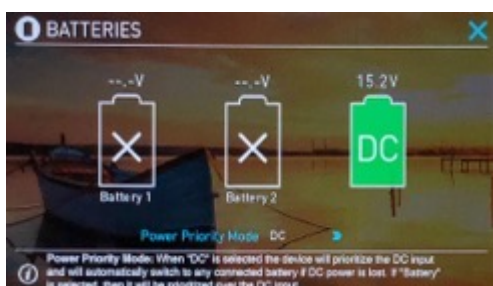 BATTERIES
--.-V --.-V 15.2V
DC
Battery 1 Battery 2
Power Priority Mode DC
Power Priority Mode: When "DC" is selected the device will prioritize the DC input
and will automatically switch to any connected battery if DC power is lost. If "Battery"
is selected, then it will be prioritized over the DC input.